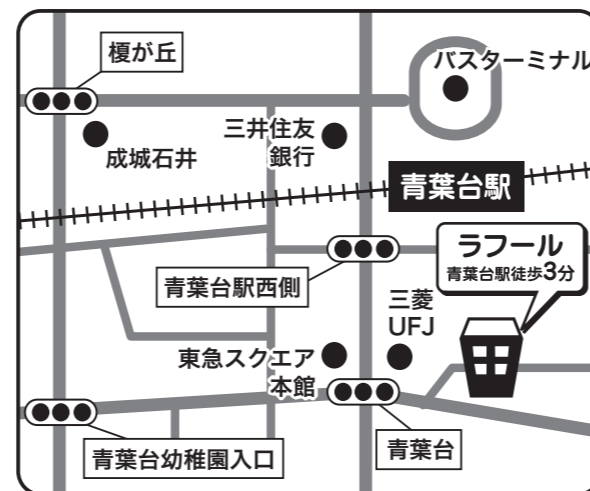 榎が丘
バスターミナル
成城石井
三井住友
銀行
青葉台駅
ラフール
青葉台駅徒歩3分
青葉台駅西側
三菱
UFJ
東急スクエア
本館
青葉台幼稚園入口
青葉台